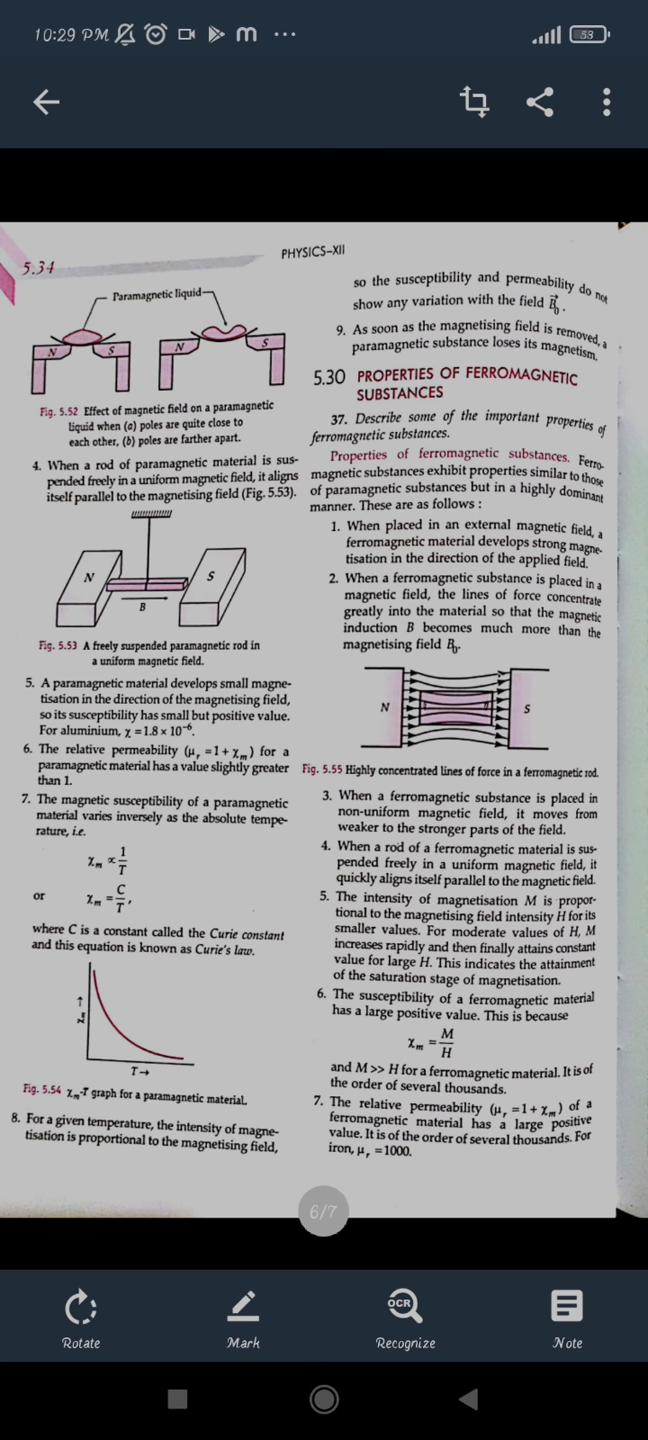 10:29 PM m ...
53
PHYSICS–XII
5.34
Paramagnetic liquid
N S N S
Fig. 5.52 Effect of magnetic field on a paramagnetic
liquid when (a) poles are quite close to
each other, (b) poles are farther apart.
4. When a rod of paramagnetic material is sus-
pended freely in a uniform magnetic field, it aligns
itself parallel to the magnetising field (Fig. 5.53).
N S
B
Fig. 5.53 A freely suspended paramagnetic rod in
a uniform magnetic field.
5. A paramagnetic material develops small magne-
tisation in the direction of the magnetising field,
so its susceptibility has small but positive value.
For aluminium, χ = 1.8 × 10⁻⁶.
6. The relative permeability (μᵣ = 1 + χₘ) for a
paramagnetic material has a value slightly greater
than 1.
7. The magnetic susceptibility of a paramagnetic
material varies inversely as the absolute tempe-
rature, i.e.
χₘ ∝ 1/T
or χₘ = C/T,
where C is a constant called the Curie constant
and this equation is known as Curie's law.
χₘ →
T→
Fig. 5.54 χₘ-T graph for a paramagnetic material.
8. For a given temperature, the intensity of magne-
tisation is proportional to the magnetising field,
so the susceptibility and permeability do not
show any variation with the field B⃗₀.
9. As soon as the magnetising field is removed, a
paramagnetic substance loses its magnetism.
5.30 PROPERTIES OF FERROMAGNETIC
SUBSTANCES
37. Describe some of the important properties of
ferromagnetic substances.
Properties of ferromagnetic substances. Ferro-
magnetic substances exhibit properties similar to those
of paramagnetic substances but in a highly dominant
manner. These are as follows :
1. When placed in an external magnetic field, a
ferromagnetic material develops strong magne-
tisation in the direction of the applied field.
2. When a ferromagnetic substance is placed in a
magnetic field, the lines of force concentrate
greatly into the material so that the magnetic
induction B becomes much more than the
magnetising field B₀.
N S
Fig. 5.55 Highly concentrated lines of force in a ferromagnetic rod.
3. When a ferromagnetic substance is placed in
non-uniform magnetic field, it moves from
weaker to the stronger parts of the field.
4. When a rod of a ferromagnetic material is sus-
pended freely in a uniform magnetic field, it
quickly aligns itself parallel to the magnetic field.
5. The intensity of magnetisation M is propor-
tional to the magnetising field intensity H for its
smaller values. For moderate values of H, M
increases rapidly and then finally attains constant
value for large H. This indicates the attainment
of the saturation stage of magnetisation.
6. The susceptibility of a ferromagnetic material
has a large positive value. This is because
χₘ = M/H
and M >> H for a ferromagnetic material. It is of
the order of several thousands.
7. The relative permeability (μᵣ = 1 + χₘ) of a
ferromagnetic material has a large positive
value. It is of the order of several thousands. For
iron, μᵣ = 1000.
6/7
OCR
Rotate Mark Recognize Note